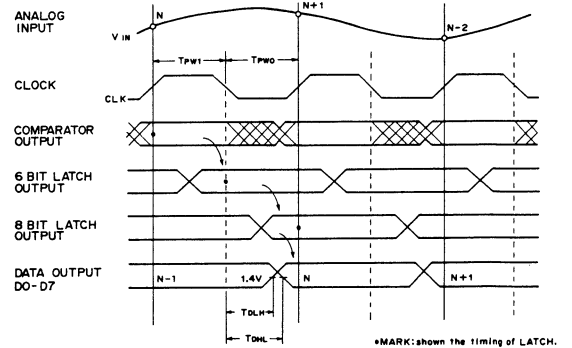 ANALOG
INPUT
V IN
N
N+1
N-2
TPW1
TPW0
CLOCK
CLK
COMPARATOR
OUTPUT
6 BIT LATCH
OUTPUT
8 BIT LATCH
OUTPUT
DATA OUTPUT
D0-D7
N-1
1.4V
N
N+1
TDLH
TDHL
•MARK: shown the timing of LATCH.